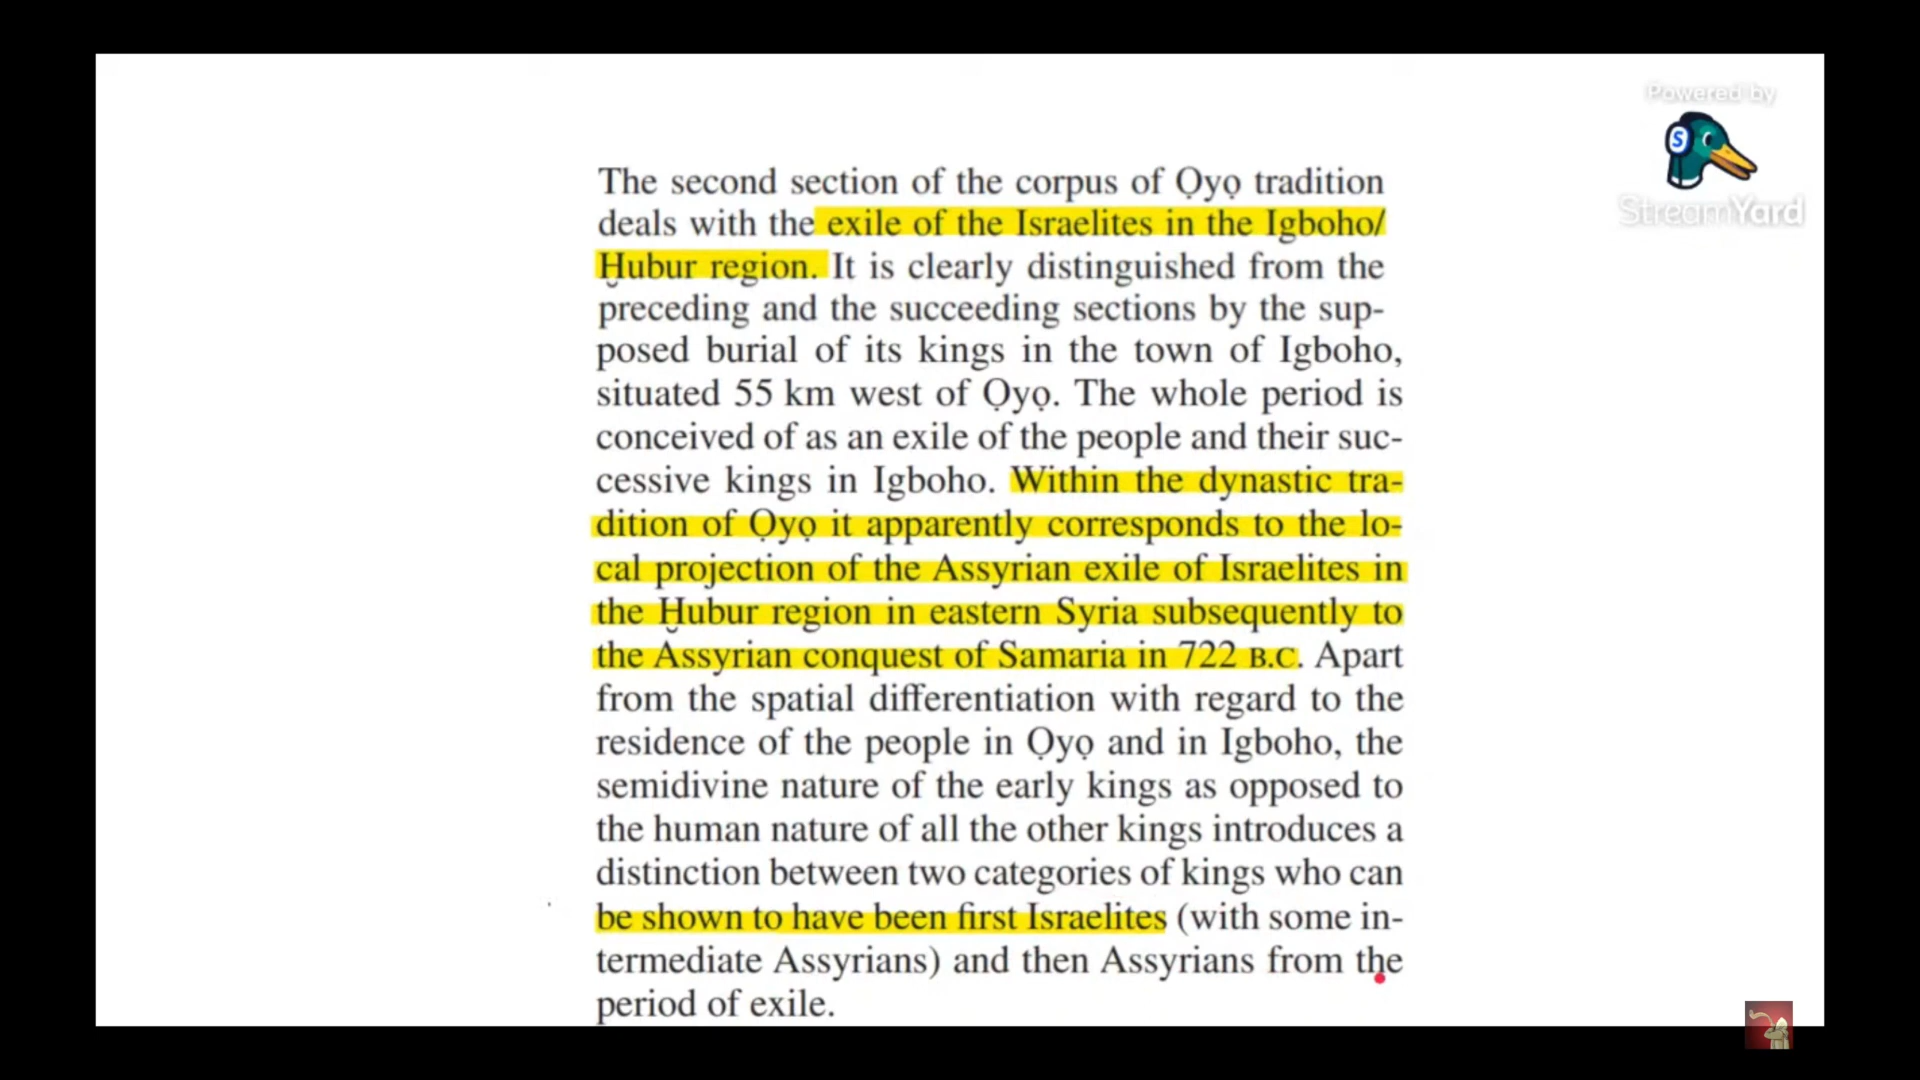 Powered by
StreamYard
The second section of the corpus of Ọyọ tradition
deals with the exile of the Israelites in the Igboho/
Ḫubur region. It is clearly distinguished from the
preceding and the succeeding sections by the sup-
posed burial of its kings in the town of Igboho,
situated 55 km west of Ọyọ. The whole period is
conceived of as an exile of the people and their suc-
cessive kings in Igboho. Within the dynastic tra-
dition of Ọyọ it apparently corresponds to the lo-
cal projection of the Assyrian exile of Israelites in
the Ḫubur region in eastern Syria subsequently to
the Assyrian conquest of Samaria in 722 B.C. Apart
from the spatial differentiation with regard to the
residence of the people in Ọyọ and in Igboho, the
semidivine nature of the early kings as opposed to
the human nature of all the other kings introduces a
distinction between two categories of kings who can
be shown to have been first Israelites (with some in-
termediate Assyrians) and then Assyrians from the
period of exile.